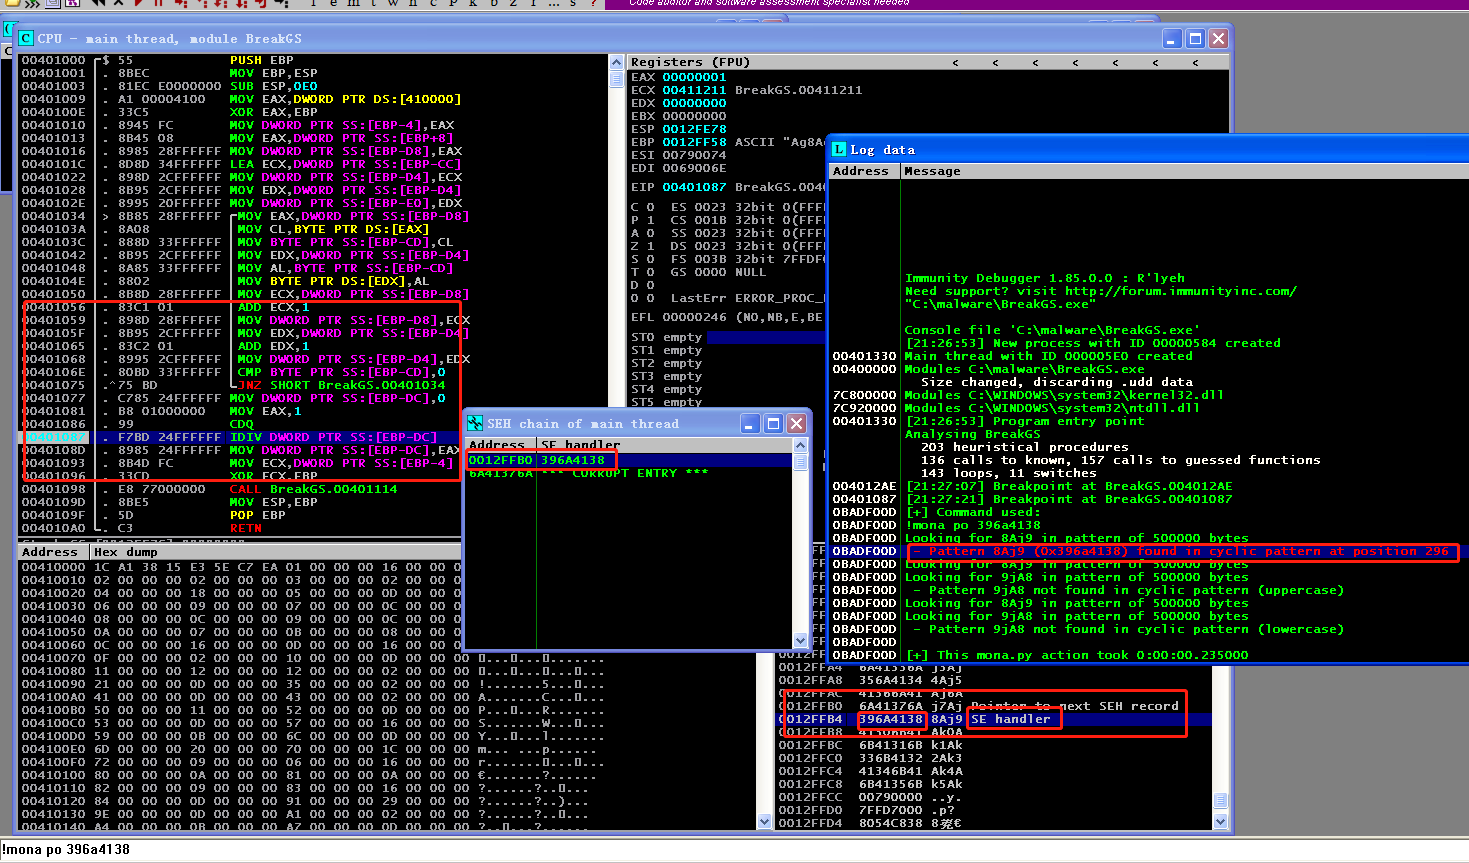 Code auditor and software assessment specialist needed
CPU - main thread, module BreakGS
00401000 $ 55 PUSH EBP
00401001 . 8BEC MOV EBP,ESP
00401003 . 81EC E0000000 SUB ESP,0E0
00401009 . A1 00004100 MOV EAX,DWORD PTR DS:[410000]
0040100E . 33C5 XOR EAX,EBP
00401010 . 8945 FC MOV DWORD PTR SS:[EBP-4],EAX
00401013 . 8B45 08 MOV EAX,DWORD PTR SS:[EBP+8]
00401016 . 8985 28FFFFFF MOV DWORD PTR SS:[EBP-D8],EAX
0040101C . 8D8D 34FFFFFF LEA ECX,DWORD PTR SS:[EBP-CC]
00401022 . 898D 2CFFFFFF MOV DWORD PTR SS:[EBP-D4],ECX
00401028 . 8B95 2CFFFFFF MOV EDX,DWORD PTR SS:[EBP-D4]
0040102E . 8995 20FFFFFF MOV DWORD PTR SS:[EBP-E0],EDX
00401034 > 8B85 28FFFFFF MOV EAX,DWORD PTR SS:[EBP-D8]
0040103A . 8A08 MOV CL,BYTE PTR DS:[EAX]
0040103C . 888D 33FFFFFF MOV BYTE PTR SS:[EBP-CD],CL
00401042 . 8B95 2CFFFFFF MOV EDX,DWORD PTR SS:[EBP-D4]
00401048 . 8A85 33FFFFFF MOV AL,BYTE PTR SS:[EBP-CD]
0040104E . 8802 MOV BYTE PTR DS:[EDX],AL
00401050 . 8B8D 28FFFFFF MOV ECX,DWORD PTR SS:[EBP-D8]
00401056 . 83C1 01 ADD ECX,1
00401059 . 898D 28FFFFFF MOV DWORD PTR SS:[EBP-D8],ECX
0040105F . 8B95 2CFFFFFF MOV EDX,DWORD PTR SS:[EBP-D4]
00401065 . 83C2 01 ADD EDX,1
00401068 . 8995 2CFFFFFF MOV DWORD PTR SS:[EBP-D4],EDX
0040106E . 80BD 33FFFFFF CMP BYTE PTR SS:[EBP-CD],0
00401075 .^75 BD JNZ SHORT BreakGS.00401034
00401077 . C785 24FFFFFF MOV DWORD PTR SS:[EBP-DC],0
00401081 . B8 01000000 MOV EAX,1
00401086 . 99 CDQ
00401087 . F7BD 24FFFFFF IDIV DWORD PTR SS:[EBP-DC]
0040108D . 8985 24FFFFFF MOV DWORD PTR SS:[EBP-DC],EAX
00401093 . 8B4D FC MOV ECX,DWORD PTR SS:[EBP-4]
00401096 . 33CD XOR ECX,EBP
00401098 . E8 77000000 CALL BreakGS.00401114
0040109D . 8BE5 MOV ESP,EBP
0040109F . 5D POP EBP
004010A0 . C3 RETN
Registers (FPU)
EAX 00000001
ECX 00411211 BreakGS.00411211
EDX 00000000
EBX 00000000
ESP 0012FE78
EBP 0012FF58 ASCII "Ag8A
ESI 00790074
EDI 0069006E
EIP 00401087 BreakGS.004
C 0 ES 0023 32bit 0(FFF
P 1 CS 001B 32bit 0(FFF
A 0 SS 0023 32bit 0(FFF
Z 1 DS 0023 32bit 0(FFF
S 0 FS 003B 32bit 7FFDF
T 0 GS 0000 NULL
D 0
O 0 LastErr ERROR_PROC_
EFL 00000246 (NO,NB,E,BE
ST0 empty
ST1 empty
ST2 empty
ST3 empty
ST4 empty
ST5 empty
Log data
Address Message
Immunity Debugger 1.85.0.0 : R'lyeh
Need support? visit http://forum.immunityinc.com/
"C:\malware\BreakGS.exe"
Console file 'C:\malware\BreakGS.exe'
[21:26:53] New process with ID 00000584 created
00401330 Main thread with ID 000005E0 created
00400000 Modules C:\malware\BreakGS.exe
Size changed, discarding .udd data
7C800000 Modules C:\WINDOWS\system32\kernel32.dll
7C920000 Modules C:\WINDOWS\system32\ntdll.dll
00401330 [21:26:53] Program entry point
Analysing BreakGS
203 heuristical procedures
136 calls to known, 157 calls to guessed functions
143 loops, 11 switches
004012AE [21:27:07] Breakpoint at BreakGS.004012AE
00401087 [21:27:21] Breakpoint at BreakGS.00401087
0BADF00D [+] Command used:
0BADF00D !mona po 396a4138
0BADF00D Looking for 8Aj9 in pattern of 500000 bytes
0BADF00D - Pattern 8Aj9 (0x396a4138) found in cyclic pattern at position 296
0BADF00D Looking for 8Aj9 in pattern of 500000 bytes
0BADF00D Looking for 9jA8 in pattern of 500000 bytes
0BADF00D - Pattern 9jA8 not found in cyclic pattern (uppercase)
0BADF00D Looking for 8Aj9 in pattern of 500000 bytes
0BADF00D Looking for 9jA8 in pattern of 500000 bytes
0BADF00D - Pattern 9jA8 not found in cyclic pattern (lowercase)
0BADF00D
0BADF00D [+] This mona.py action took 0:00:00.235000
SEH chain of main thread
Address SE handler
0012FFB0 396A4138
6A41376A *** CORRUPT ENTRY ***
Address Hex dump
00410000 1C A1 38 15 E3 5E C7 EA 01 00 00 00 16 00 00 0
00410010 02 00 00 00 02 00 00 00 03 00 00 00 02 00 00 0
00410020 04 00 00 00 18 00 00 00 05 00 00 00 0D 00 00 0
00410030 06 00 00 00 09 00 00 00 07 00 00 00 0C 00 00 0
00410040 08 00 00 00 0C 00 00 00 09 00 00 00 0C 00 00 0
00410050 0A 00 00 00 07 00 00 00 0B 00 00 00 08 00 00 0
00410060 0C 00 00 00 16 00 00 00 0D 00 00 00 16 00 00 0
00410070 0F 00 00 00 02 00 00 00 10 00 00 00 0D 00 00 00
00410080 11 00 00 00 12 00 00 00 12 00 00 00 02 00 00 00
00410090 21 00 00 00 0D 00 00 00 35 00 00 00 02 00 00 00
004100A0 41 00 00 00 0D 00 00 00 43 00 00 00 02 00 00 00
004100B0 50 00 00 00 11 00 00 00 52 00 00 00 0D 00 00 00
004100C0 53 00 00 00 0D 00 00 00 57 00 00 00 16 00 00 00
004100D0 59 00 00 00 0B 00 00 00 6C 00 00 00 0D 00 00 00
004100E0 6D 00 00 00 20 00 00 00 70 00 00 00 1C 00 00 00
004100F0 72 00 00 00 09 00 00 00 06 00 00 00 16 00 00 00
00410100 80 00 00 00 0A 00 00 00 81 00 00 00 0A 00 00 00
00410110 82 00 00 00 09 00 00 00 83 00 00 00 16 00 00 00
00410120 84 00 00 00 0D 00 00 00 91 00 00 00 29 00 00 00
00410130 9E 00 00 00 0D 00 00 00 A1 00 00 00 02 00 00 00
00410140 A4 00 00 00 0B 00 00 00 A7 00 00 00 0D 00 00 00
0012FFA4 6A41336A j3Aj
0012FFA8 356A4134 4Aj5
0012FFAC 41366A41 Aj6A
0012FFB0 6A41376A j7Aj Pointer to next SEH record
0012FFB4 396A4138 8Aj9 SE handler
0012FFB8 41306B41 Ak0A
0012FFBC 6B41316B k1Ak
0012FFC0 336B4132 2Ak3
0012FFC4 41346B41 Ak4A
0012FFC8 6B41356B k5Ak
0012FFCC 00790000 ..y.
0012FFD0 7FFD7000 .p?
0012FFD4 8054C838
!mona po 396a4138